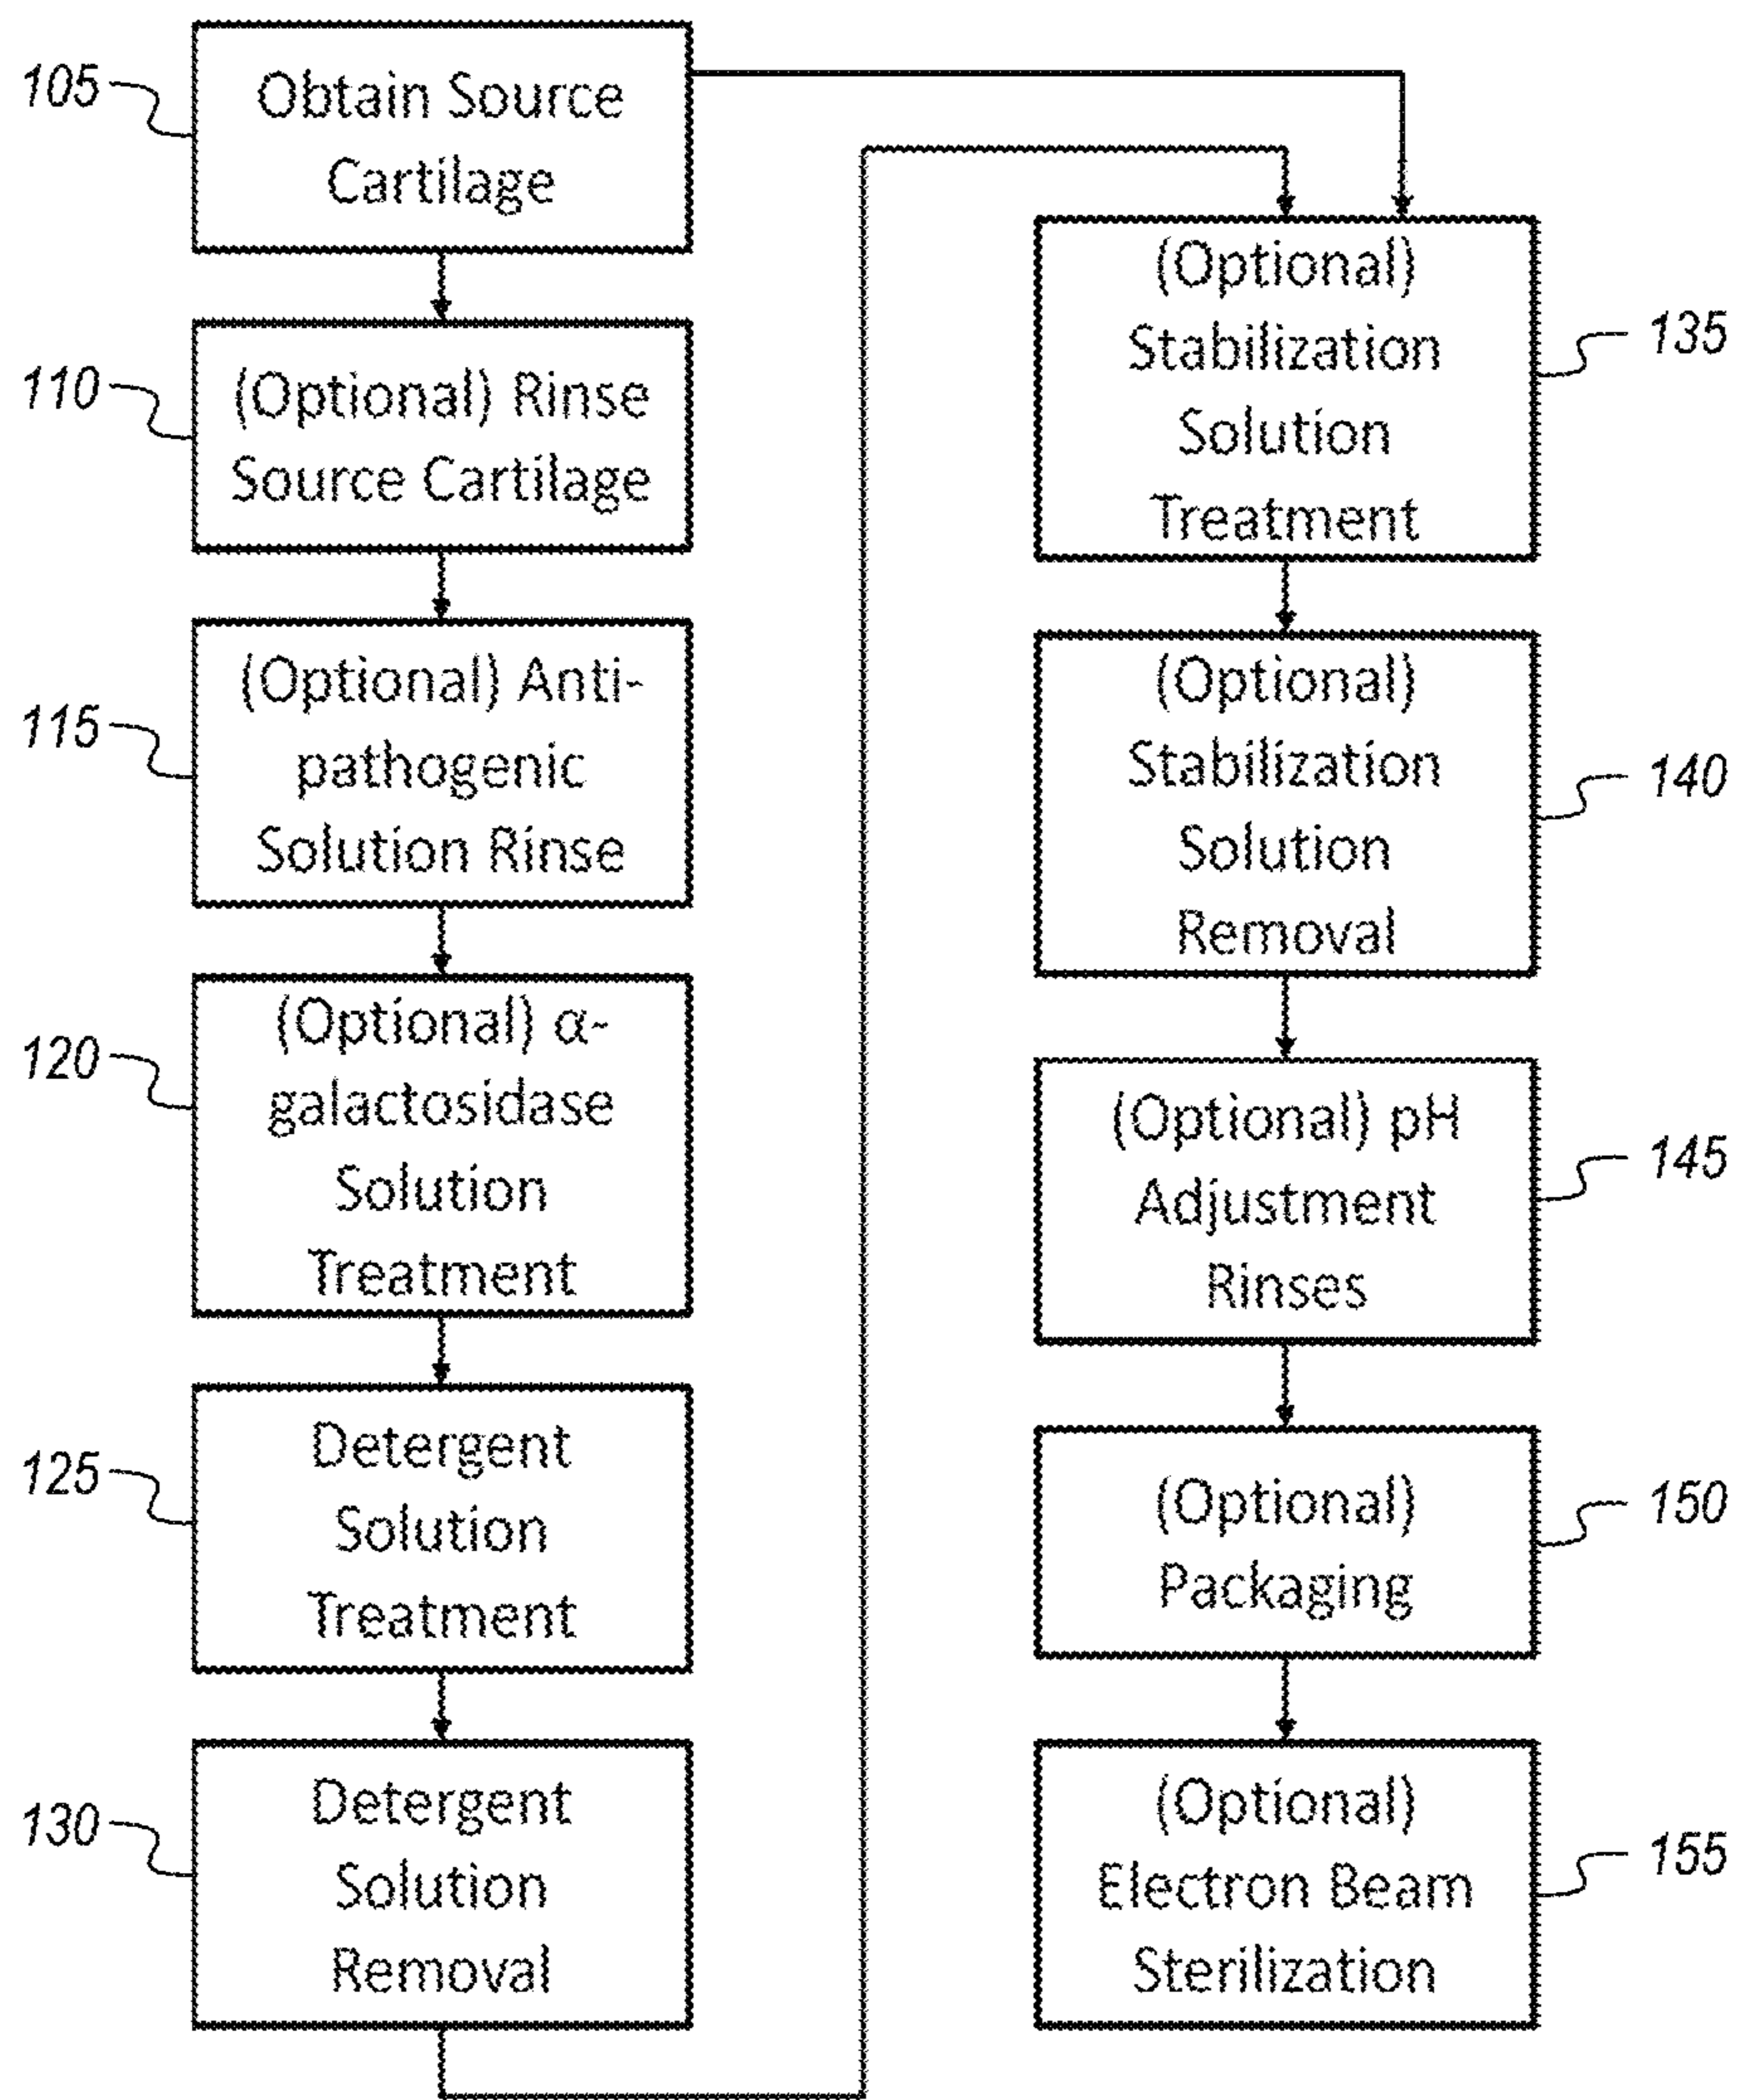 105
Obtain Source
Cartilage
110
(Optional) Rinse
Source Cartilage
115
(Optional) Anti-
pathogenic
Solution Rinse
120
(Optional) α-
galactosidase
Solution
Treatment
125
Detergent
Solution
Treatment
130
Detergent
Solution
Removal
(Optional)
Stabilization
Solution
Treatment
135
(Optional)
Stabilization
Solution
Removal
140
(Optional) pH
Adjustment
Rinses
145
(Optional)
Packaging
150
(Optional)
Electron Beam
Sterilization
155